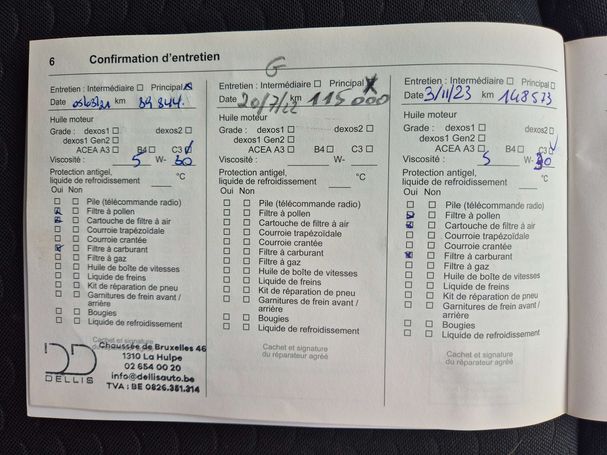 6 Confirmation d'entretien
Entretien : Intermédiaire ☐ Principal ☒
Date 05/03/21 km 89 844.
Huile moteur
Grade : dexos1 ☐ dexos2 ☐
dexos1 Gen2 ☐
ACEA A3 ☐ B4 ☐ C3 ☑
Viscosité : 5 W- 30
Protection antigel,
liquide de refroidissement ____ °C
Oui Non
☐ ☐ Pile (télécommande radio)
☒ ☐ Filtre à pollen
☒ ☐ Cartouche de filtre à air
☐ ☐ Courroie trapézoïdale
☐ ☐ Courroie crantée
☒ ☐ Filtre à carburant
☐ ☐ Filtre à gaz
☐ ☐ Huile de boîte de vitesses
☐ ☐ Liquide de freins
☐ ☐ Kit de réparation de pneu
☐ ☐ Garnitures de frein avant /
arrière
☐ ☐ Bougies
☐ ☐ Liquide de refroidissement
Cachet et signature
DELLIS
Chaussée de Bruxelles 46
1310 La Hulpe
02 654 00 20
info@dellisauto.be
TVA : BE 0826.351.314
G
Entretien : Intermédiaire ☐ Principal ☒
Date 20/7/22 km 115 000
Huile moteur
Grade : dexos1 ☐ dexos2 ☐
dexos1 Gen2 ☐
ACEA A3 ☐ B4 ☐ C3 ☐
Viscosité : ____ W- ____
Protection antigel,
liquide de refroidissement ____ °C
Oui Non
☐ ☐ Pile (télécommande radio)
☐ ☐ Filtre à pollen
☐ ☐ Cartouche de filtre à air
☐ ☐ Courroie trapézoïdale
☐ ☐ Courroie crantée
☐ ☐ Filtre à carburant
☐ ☐ Filtre à gaz
☐ ☐ Huile de boîte de vitesses
☐ ☐ Liquide de freins
☐ ☐ Kit de réparation de pneu
☐ ☐ Garnitures de frein avant /
arrière
☐ ☐ Bougies
☐ ☐ Liquide de refroidissement
Cachet et signature
du réparateur agréé
Entretien : Intermédiaire ☐ Principal ☐
Date 3/11/23 km 148573
Huile moteur
Grade : dexos1 ☐ dexos2 ☐
dexos1 Gen2 ☐
ACEA A3 ☐ B4 ☐ C3 ☑
Viscosité : 5 W- 30
Protection antigel,
liquide de refroidissement ____ °C
Oui Non
☐ ☐ Pile (télécommande radio)
☒ ☐ Filtre à pollen
☒ ☐ Cartouche de filtre à air
☐ ☐ Courroie trapézoïdale
☐ ☐ Courroie crantée
☒ ☐ Filtre à carburant
☐ ☐ Filtre à gaz
☐ ☐ Huile de boîte de vitesses
☐ ☐ Liquide de freins
☐ ☐ Kit de réparation de pneu
☐ ☐ Garnitures de frein avant /
arrière
☐ ☐ Bougies
☐ ☐ Liquide de refroidissement
Cachet et signature
du réparateur agréé